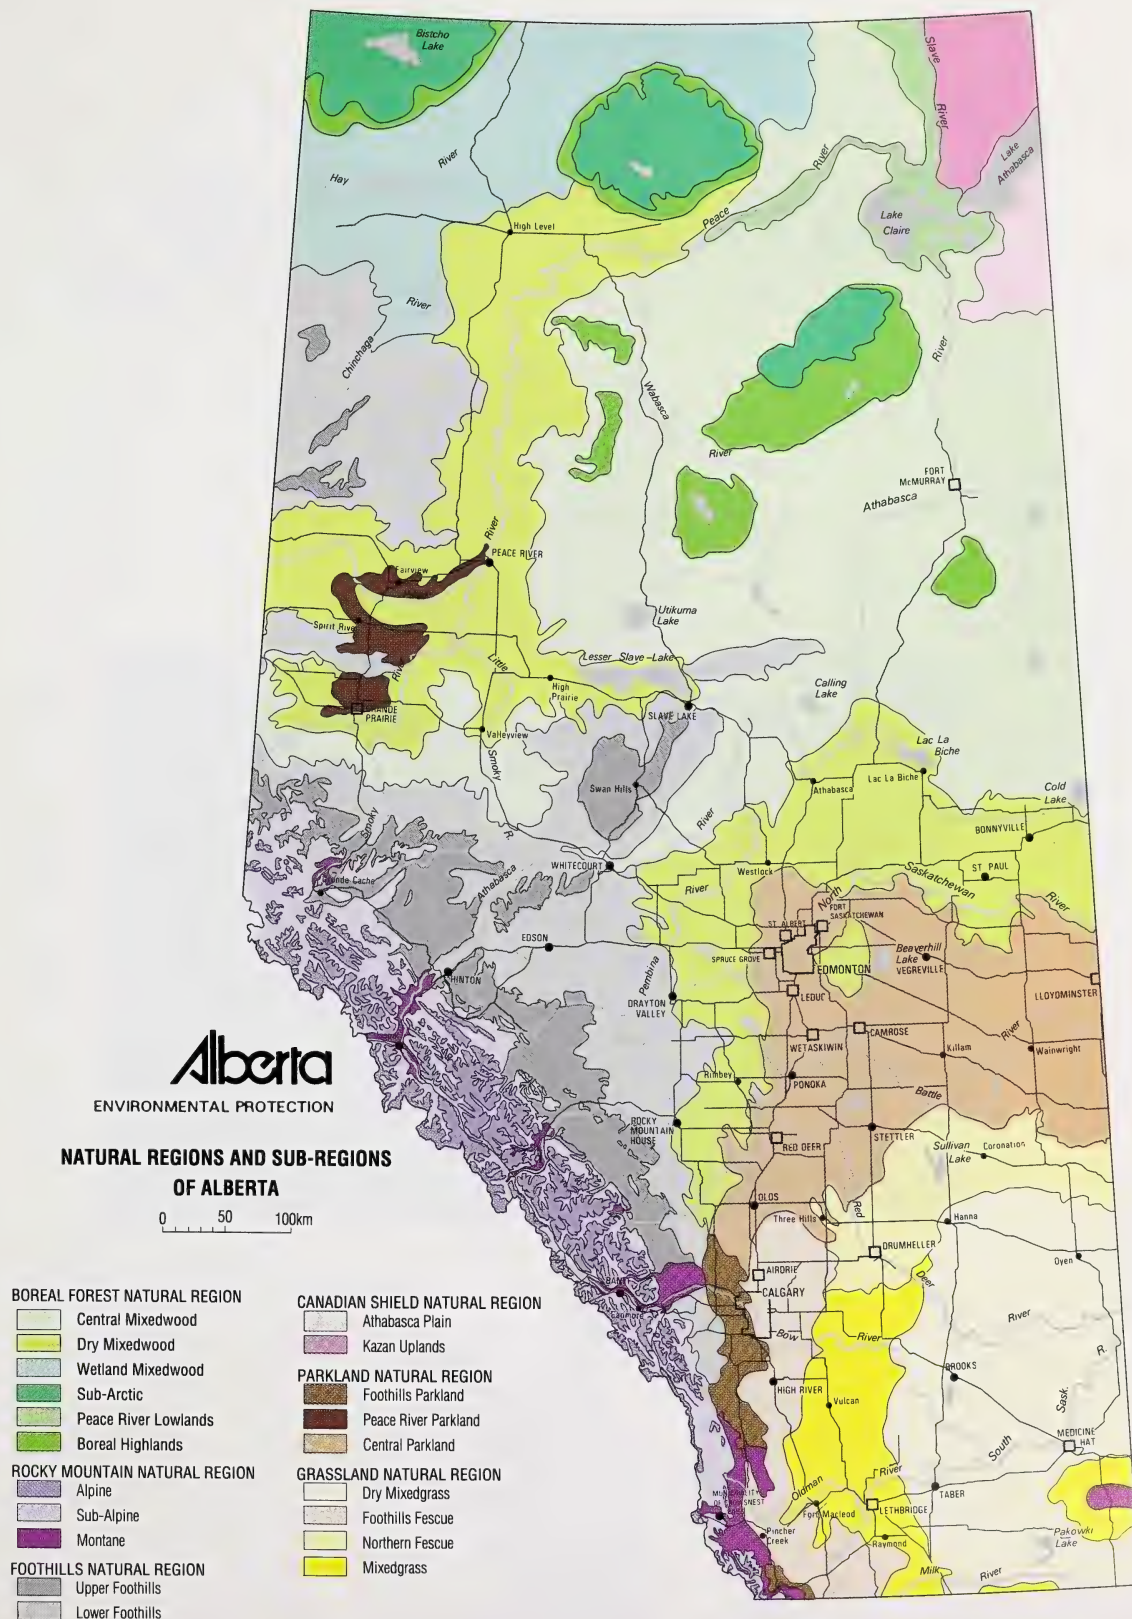 Bistcho
Lake
Slave
River
Lake
Athabasca
River
River
Hay
Lake
Claire
Peace
High Level
River
Chinchaga
River
Wabasca
River
FORT
McMURRAY
Athabasca
River
PEACE RIVER
Fairview
Utikuma
Lake
Spirit River
Lesser Slave Lake
Little
River
High
Prairie
Calling
Lake
GRANDE
PRAIRIE
SLAVE LAKE
Valleyview
Lac La
Biche
Smoky
R.
Swan Hills
Lac La Biche
Athabasca
Cold
Lake
Smoky
River
BONNYVILLE
WHITECOURT
Westlock
ST. PAUL
Grande Cache
Athabasca
River
North
Saskatchewan
River
FORT
SASKATCHEWAN
ST. ALBERT
EDSON
Beaverhill
Lake
VEGREVILLE
SPRUCE GROVE
EDMONTON
HINTON
Pembina
LEDUC
LLOYDMINSTER
DRAYTON
VALLEY
River
CAMROSE
WETASKIWIN
Killam
Wainwright
Rimbey
PONOKA
Battle
ROCKY
MOUNTAIN
HOUSE
STETTLER
RED DEER
Sullivan
Lake
Coronation
OLDS
Red
Three Hills
Hanna
DRUMHELLER
Oyen
AIRDRIE
Deer
BANFF
CALGARY
Canmore
River
Bow
River
R.
BROOKS
HIGH RIVER
Vulcan
Sask.
MEDICINE
HAT
South
River
Oldman
TABER
MUNICIPALITY
OF CROWSNEST
PASS
LETHBRIDGE
Fort Macleod
Pincher
Creek
Raymond
Pakowki
Lake
Milk
River
Alberta
ENVIRONMENTAL PROTECTION
NATURAL REGIONS AND SUB-REGIONS
OF ALBERTA
0 50 100km
BOREAL FOREST NATURAL REGION
Central Mixedwood
Dry Mixedwood
Wetland Mixedwood
Sub-Arctic
Peace River Lowlands
Boreal Highlands
ROCKY MOUNTAIN NATURAL REGION
Alpine
Sub-Alpine
Montane
FOOTHILLS NATURAL REGION
Upper Foothills
Lower Foothills
CANADIAN SHIELD NATURAL REGION
Athabasca Plain
Kazan Uplands
PARKLAND NATURAL REGION
Foothills Parkland
Peace River Parkland
Central Parkland
GRASSLAND NATURAL REGION
Dry Mixedgrass
Foothills Fescue
Northern Fescue
Mixedgrass